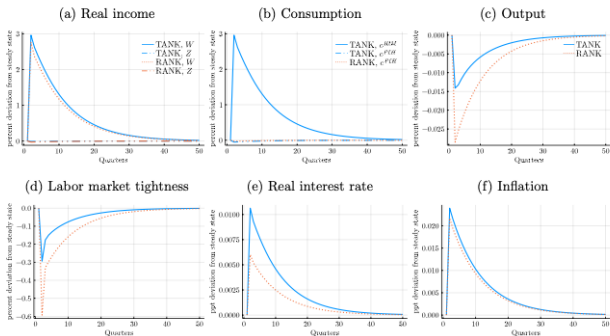 (a) Real income
percent deviation from steady state
3
2
1
0
TANK, W
TANK, Z
RANK, W
RANK, Z
0 10 20 30 40 50
Quarters
(b) Consumption
percent deviation from steady state
3
2
1
0
TANK,
TANK,
RANK,
0 10 20 30 40 50
Quarters
(c) Output
percent deviation from steady state
0.000
-0.005
-0.010
-0.015
-0.020
-0.025
TANK
RANK
0 10 20 30 40 50
Quarters
(d) Labor market tightness
percent deviation from steady state
0.0
-0.1
-0.2
-0.3
-0.4
-0.5
-0.6
0 10 20 30 40 50
Quarters
(e) Real interest rate
ppt deviation from steady state
0.0100
0.0075
0.0050
0.0025
0.0000
0 10 20 30 40 50
Quarters
(f) Inflation
ppt deviation from steady state
0.020
0.015
0.010
0.005
0.000
0 10 20 30 40 50
Quarters